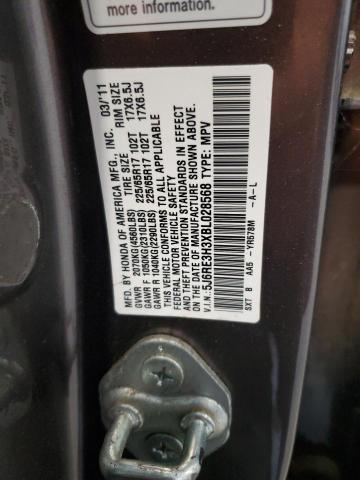 more information.
MFD. BY HONDA OF AMERICA MFG., INC. 03/11
TIRE SIZE RIM SIZE
GVWR 2070KG(4560LBS)
GAWR F 1050KG(2310LBS) 225/65R17 102T 17X6.5J
GAWR R 1040KG(2290LBS) 225/65R17 102T 17X6.5J
THIS VEHICLE CONFORMS TO ALL APPLICABLE
FEDERAL MOTOR VEHICLE SAFETY
AND THEFT PREVENTION STANDARDS IN EFFECT
ON THE DATE OF MANUFACTURE SHOWN ABOVE.
V.I.N.:5J6RE3H3XBL028568 TYPE: MPV
SXT B AA5 -YR578M -A-L